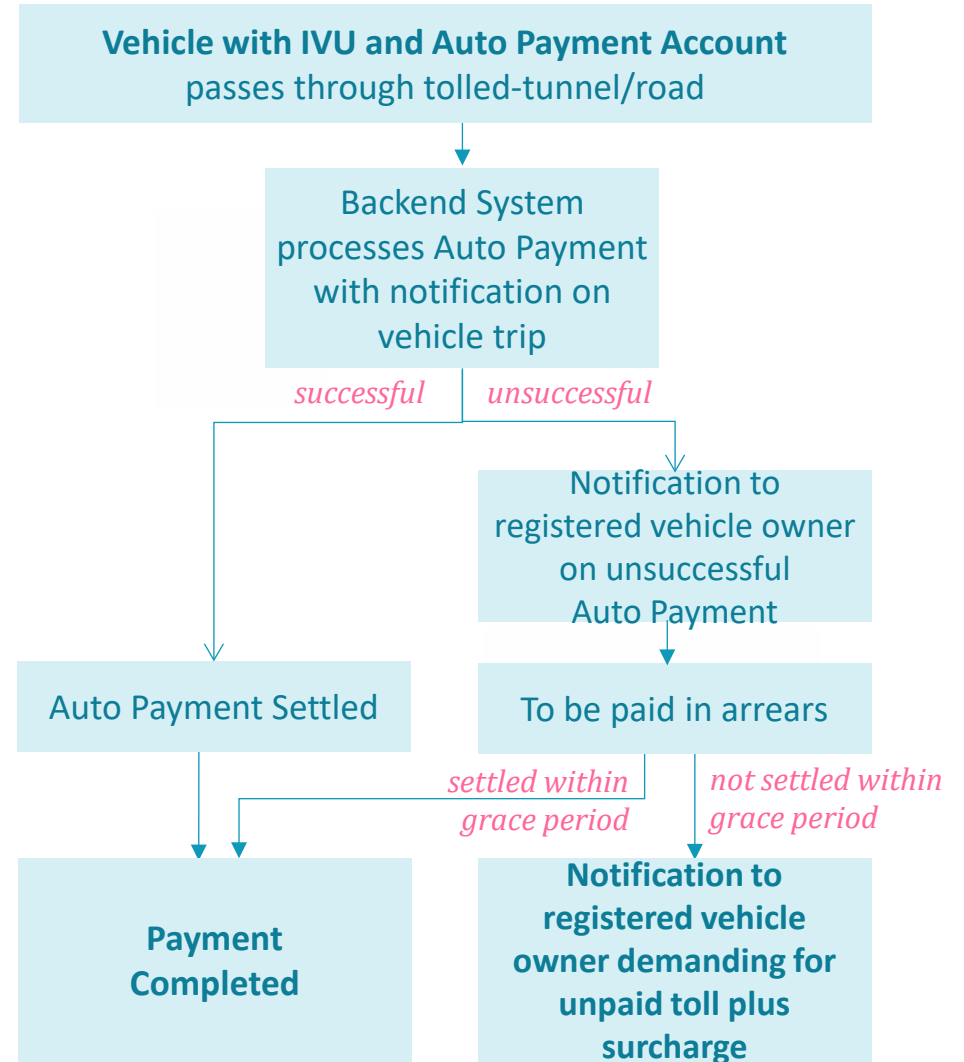 Vehicle with IVU and Auto Payment Account
passes through tolled-tunnel/road
Backend System
processes Auto Payment
with notification on
vehicle trip
successful
unsuccessful
Notification to
registered vehicle owner
on unsuccessful
Auto Payment
Auto Payment Settled
To be paid in arrears
settled within
grace period
not settled within
grace period
Payment
Completed
Notification to
registered vehicle
owner demanding for
unpaid toll plus
surcharge